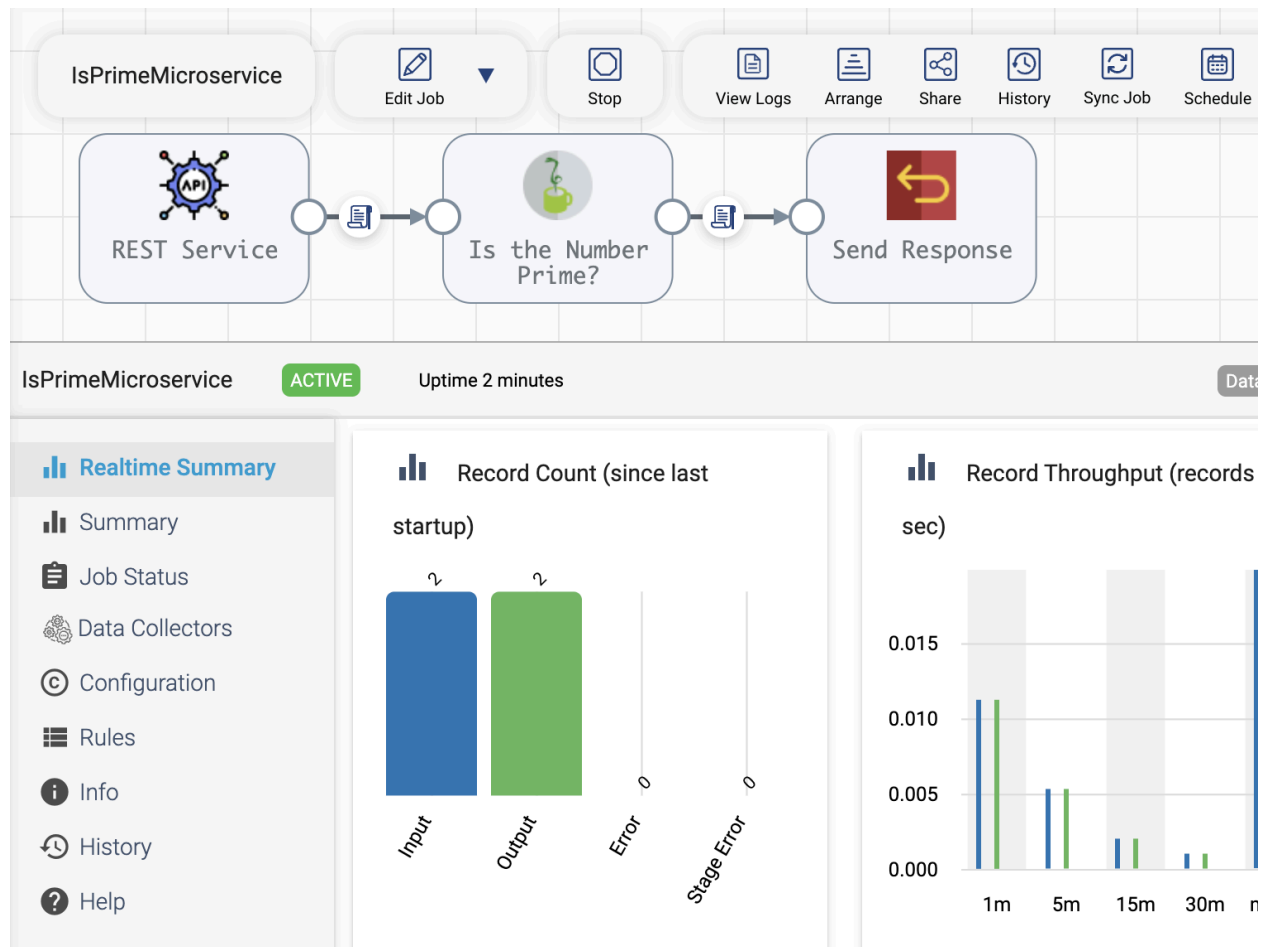 IsPrimeMicroservice
Edit Job
Stop
View Logs
Arrange
Share
History
Sync Job
Schedule
API
REST Service
Is the Number
Prime?
Send Response
IsPrimeMicroservice
ACTIVE
Uptime 2 minutes
Data
Realtime Summary
Summary
Job Status
Data Collectors
Configuration
Rules
Info
History
Help
Record Count (since last
startup)
2
2
0
0
Input
Output
Error
Stage Error
Record Throughput (records
sec)
0.015
0.010
0.005
0.000
1m
5m
15m
30m